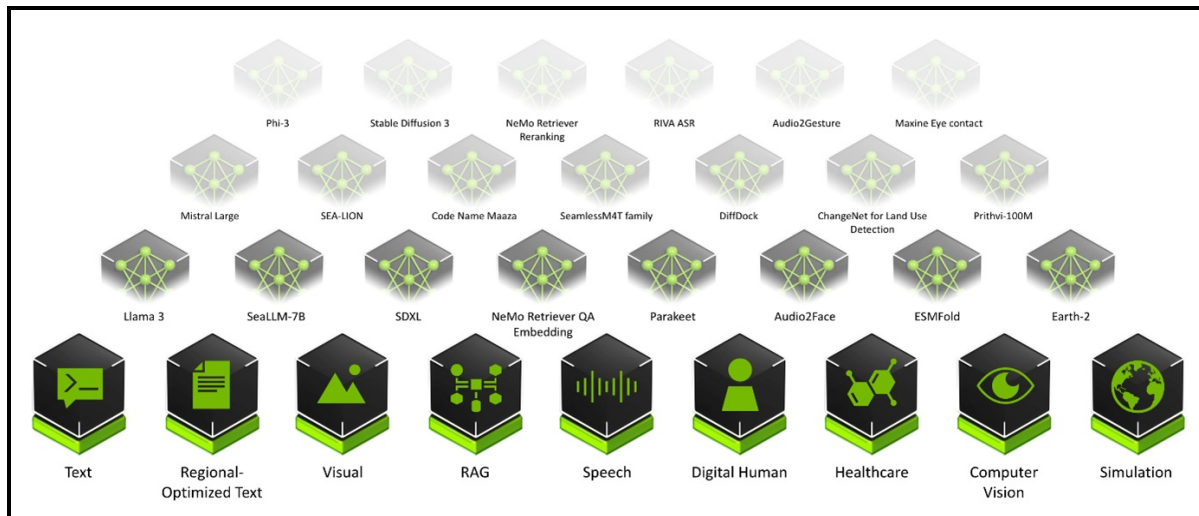 Phi-3
Stable Diffusion 3
NeMo Retriever
Reranking
RIVA ASR
Audio2Gesture
Maxine Eye contact
Mistral Large
SEA-LION
Code Name Maaza
SeamlessM4T family
DiffDock
ChangeNet for Land Use
Detection
Prithvi-100M
Llama 3
SeaLLM-7B
SDXL
NeMo Retriever QA
Embedding
Parakeet
Audio2Face
ESMFold
Earth-2
Text
Regional-
Optimized Text
Visual
RAG
Speech
Digital Human
Healthcare
Computer
Vision
Simulation